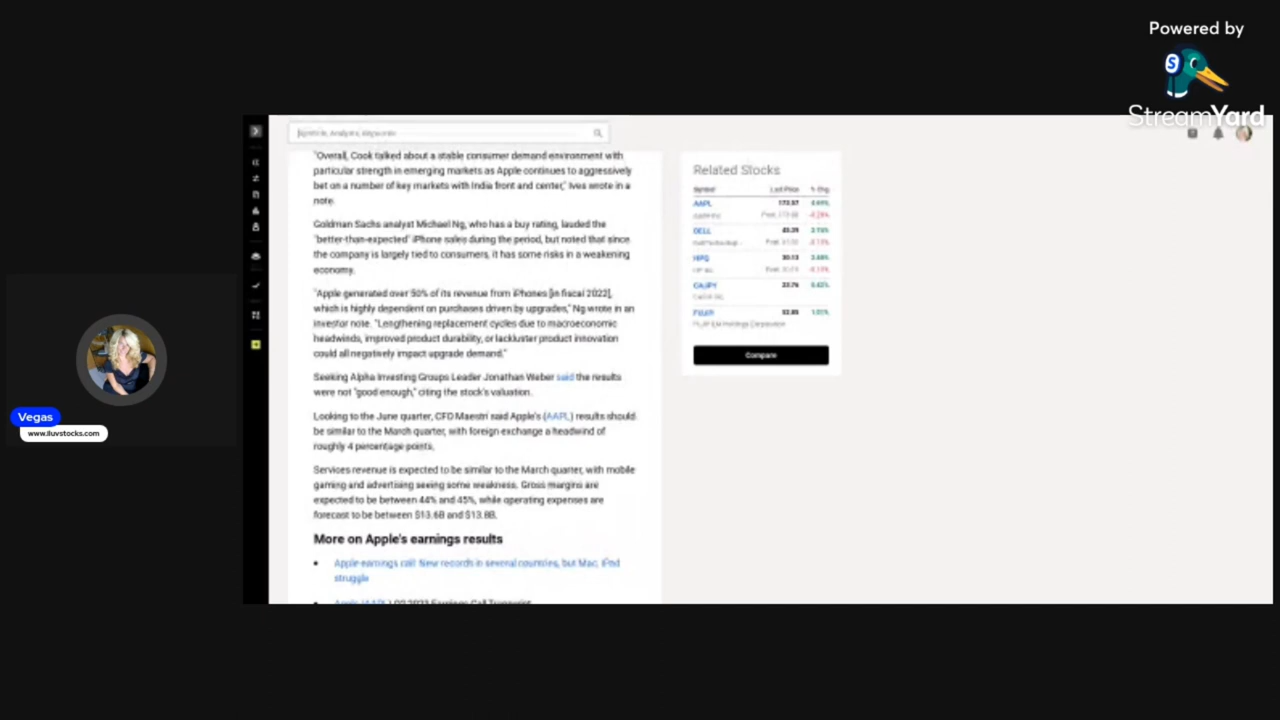 Powered by
StreamYard
"Overall, Cook talked about a stable consumer demand environment with
particular strength in emerging markets as Apple continues to aggressively
bet on a number of key markets with India front and center," Ives wrote in a
note.
Goldman Sachs analyst Michael Ng, who has a buy rating, lauded the
"better-than-expected" iPhone sales during the period, but noted that since
the company is largely tied to consumers, it has some risks in a weakening
economy.
"Apple generated over 50% of its revenue from iPhones [in fiscal 2022],
which is highly dependent on purchases driven by upgrades," Ng wrote in an
investor note. "Lengthening replacement cycles due to macroeconomic
headwinds, improved product durability, or lackluster product innovation
could all negatively impact upgrade demand."
Seeking Alpha Investing Groups Leader Jonathan Weber said the results
were not "good enough," citing the stock's valuation.
Looking to the June quarter, CFO Maestri said Apple's (AAPL) results should
be similar to the March quarter, with foreign exchange a headwind of
roughly 4 percentage points.
Services revenue is expected to be similar to the March quarter, with mobile
gaming and advertising seeing some weakness. Gross margins are
expected to be between 44% and 45%, while operating expenses are
forecast to be between $13.6B and $13.8B.
More on Apple's earnings results
Apple earnings call: New records in several countries, but Mac, iPad
struggle
Apple (AAPL) Q2 2023 Earnings Call Transcript
Related Stocks
Symbol Last Price % Chg
AAPL 173.57
DELL
HPQ
Compare
Vegas
www.iluvstocks.com